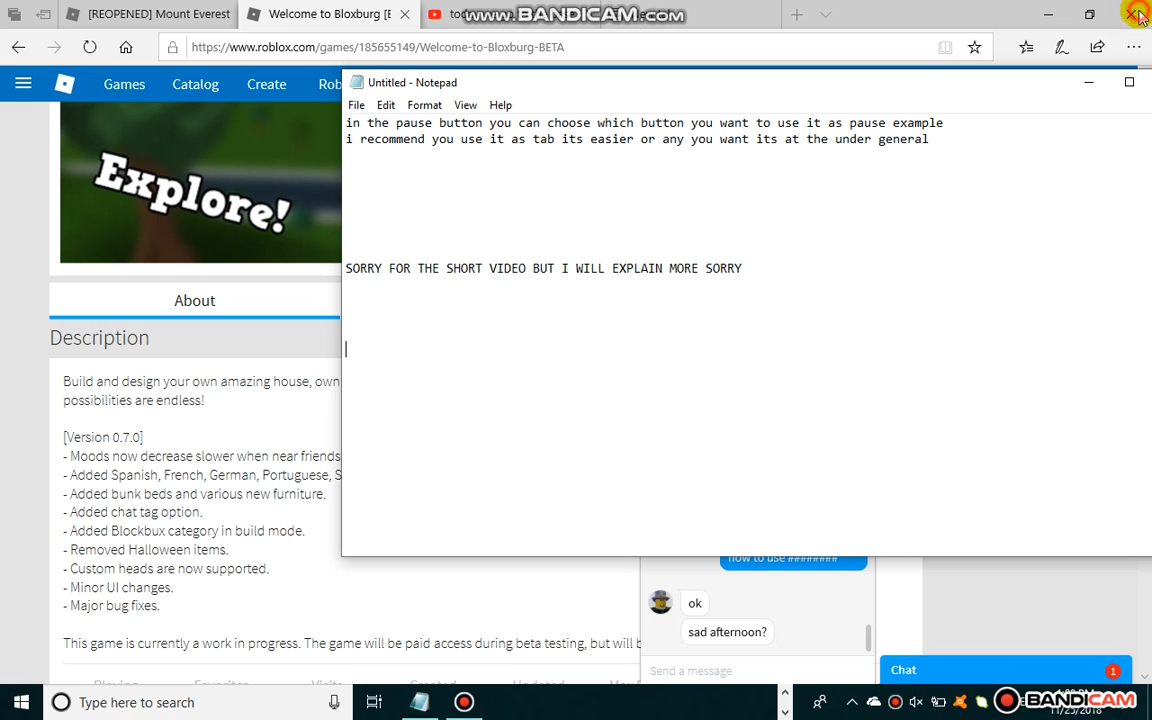 [REOPENED] Mount Everest
Welcome to Bloxburg [B
www.BANDICAM.com
https://www.roblox.com/games/185655149/Welcome-to-Bloxburg-BETA
Games
Catalog
Create
Rob
Untitled - Notepad
File
Edit
Format
View
Help
in the pause button you can choose which button you want to use it as pause example
i recommend you use it as tab its easier or any you want its at the under general
Explore!
SORRY FOR THE SHORT VIDEO BUT I WILL EXPLAIN MORE SORRY
About
Description
Build and design your own amazing house, own
possibilities are endless!
[Version 0.7.0]
- Moods now decrease slower when near friends
- Added Spanish, French, German, Portuguese, S
- Added bunk beds and various new furniture.
- Added chat tag option.
- Added Blockbux category in build mode.
- Removed Halloween items.
- Custom heads are now supported.
- Minor UI changes.
- Major bug fixes.
This game is currently a work in progress. The game will be paid access during beta testing, but will b
how to use ########
ok
sad afternoon?
Send a message
Chat
1
Type here to search
BANDICAM
11/25/2018